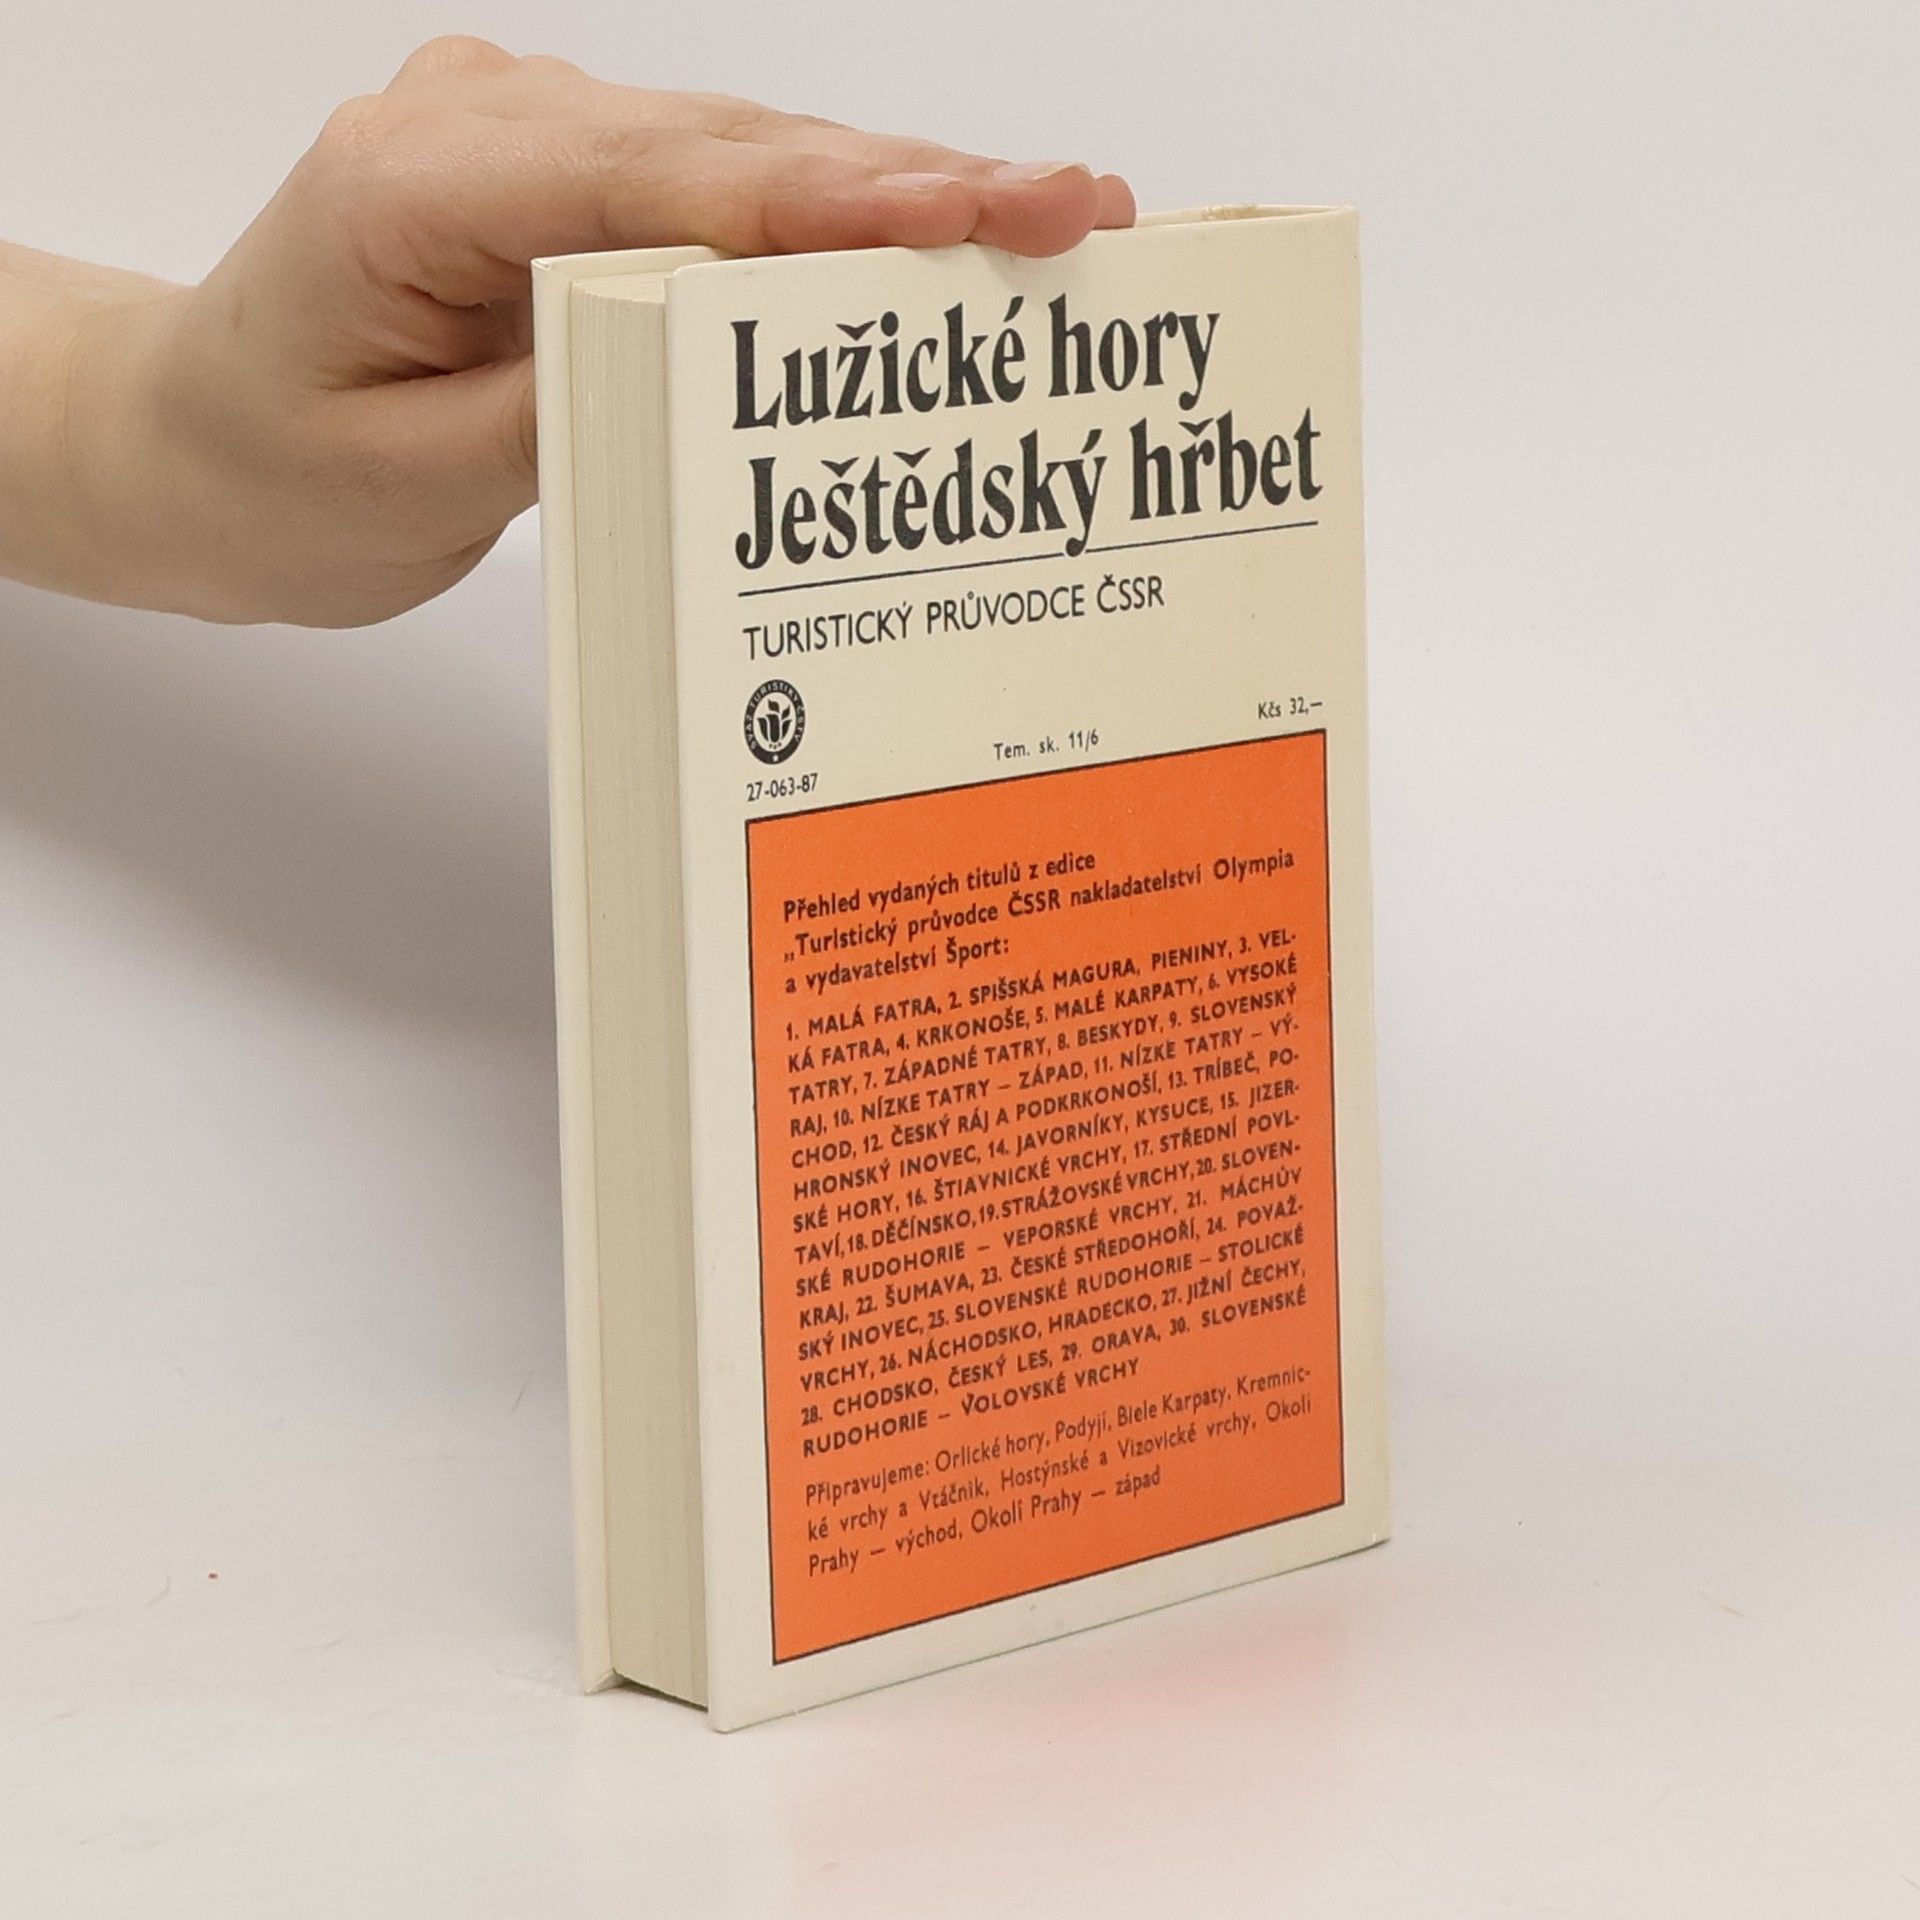 Lužické hory
Ještědský hřbet
TURISTICKÝ PRŮVODCE ČSSR
SVAZ TURISTIKY ČSTV
Kčs 32,—
Tem. sk. 11/6
27-063-87
Přehled vydaných titulů z edice
„Turistický průvodce ČSSR nakladatelství Olympia
a vydavatelství Šport:
1. MALÁ FATRA, 2. SPIŠSKÁ MAGURA, PIENINY, 3. VEL-
KÁ FATRA, 4. KRKONOŠE, 5. MALÉ KARPATY, 6. VYSOKÉ
TATRY, 7. ZÁPADNÉ TATRY, 8. BESKYDY, 9. SLOVENSKÝ
RAJ, 10. NÍZKE TATRY – ZÁPAD, 11. NÍZKE TATRY – VÝ-
CHOD, 12. ČESKÝ RÁJ A PODKRKONOŠÍ, 13. TRÍBEČ, PO-
HRONSKÝ INOVEC, 14. JAVORNÍKY, KYSUCE, 15. JIZER-
SKÉ HORY, 16. ŠTIAVNICKÉ VRCHY, 17. STŘEDNÍ POVL-
TAVÍ, 18. DĚČÍNSKO, 19. STRÁŽOVSKÉ VRCHY, 20. SLOVEN-
SKÉ RUDOHORIE – VEPORSKÉ VRCHY, 21. MÁCHŮV
KRAJ, 22. ŠUMAVA, 23. ČESKÉ STŘEDOHOŘÍ, 24. POVAŽ-
SKÝ INOVEC, 25. SLOVENSKÉ RUDOHORIE – STOLICKÉ
VRCHY, 26. NÁCHODSKO, HRADECKO, 27. JIŽNÍ ČECHY,
28. CHODSKO, ČESKÝ LES, 29. ORAVA, 30. SLOVENSKÉ
RUDOHORIE – VOLOVSKÉ VRCHY
Připravujeme: Orlické hory, Podyjí, Biele Karpaty, Kremnic-
ké vrchy a Vtáčnik, Hostýnské a Vizovické vrchy, Okolí
Prahy – východ, Okolí Prahy – západ